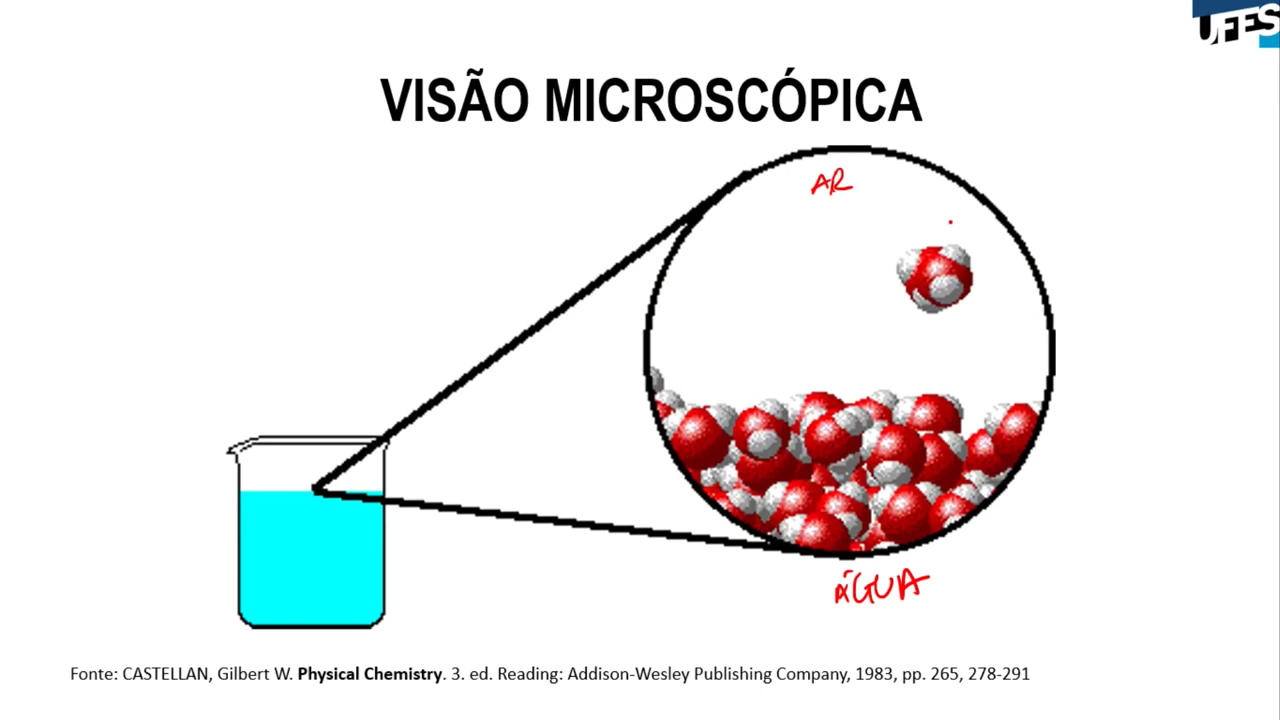 UFES
VISÃO MICROSCÓPICA
AR
ÁGUA
Fonte: CASTELLAN, Gilbert W. Physical Chemistry. 3. ed. Reading: Addison-Wesley Publishing Company, 1983, pp. 265, 278-291